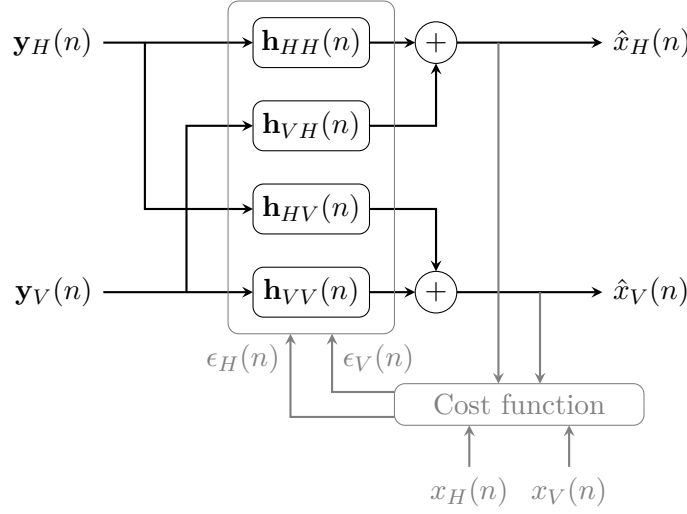 𝐲_H(n) 𝐡_HH(n) + x̂_H(n)
𝐡_VH(n)
𝐡_HV(n)
𝐲_V(n) 𝐡_VV(n) + x̂_V(n)
ϵ_H(n) ϵ_V(n)
Cost function
x_H(n) x_V(n)